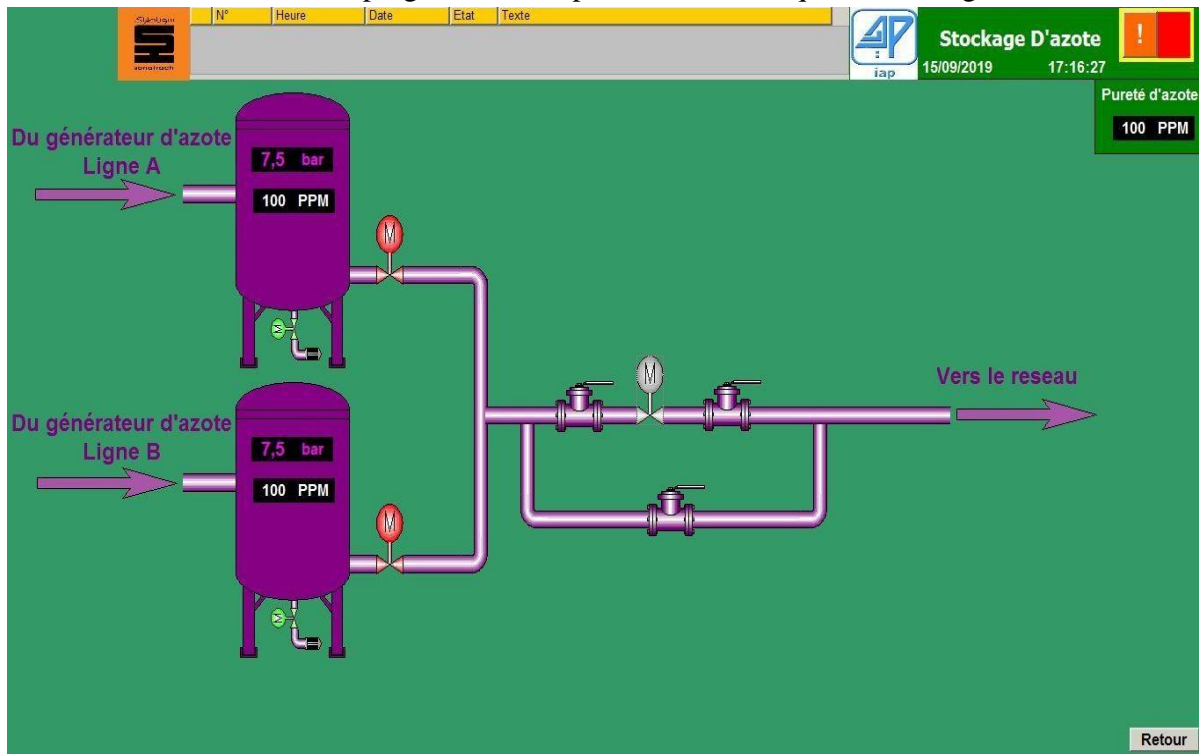 N° Heure Date Etat Texte
sonatrach
iap
Stockage D'azote
!
15/09/2019 17:16:27
Pureté d'azote
100 PPM
Du générateur d'azote
Ligne A
7,5 bar
100 PPM
M
M
M
Vers le reseau
Du générateur d'azote
Ligne B
7,5 bar
100 PPM
M
M
Retour